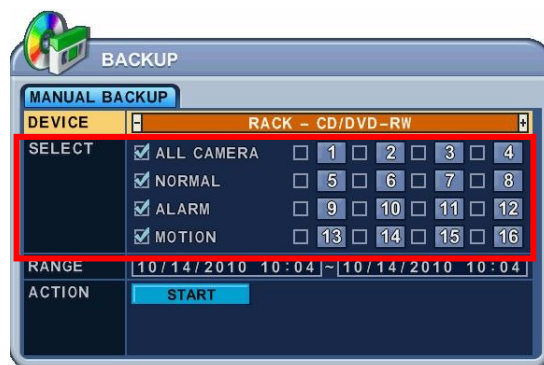 BACKUP
MANUAL BACKUP
DEVICE - RACK - CD/DVD-RW +
SELECT ALL CAMERA 1 2 3 4
NORMAL 5 6 7 8
ALARM 9 10 11 12
MOTION 13 14 15 16
RANGE 10/14/2010 10:04 ~ 10/14/2010 10:04
ACTION START